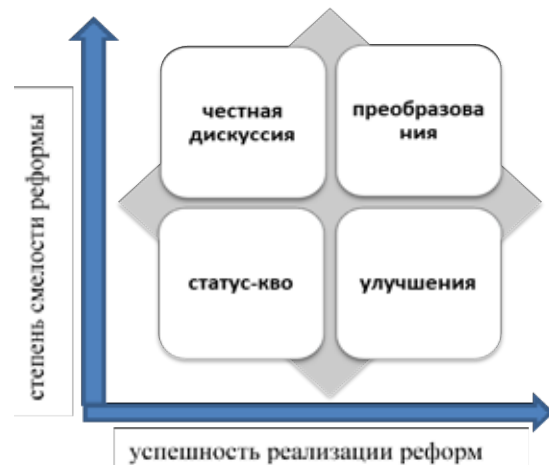 степень смелости реформы
честная
дискуссия
преобразова
ния
статус-кво
улучшения
успешность реализации реформ